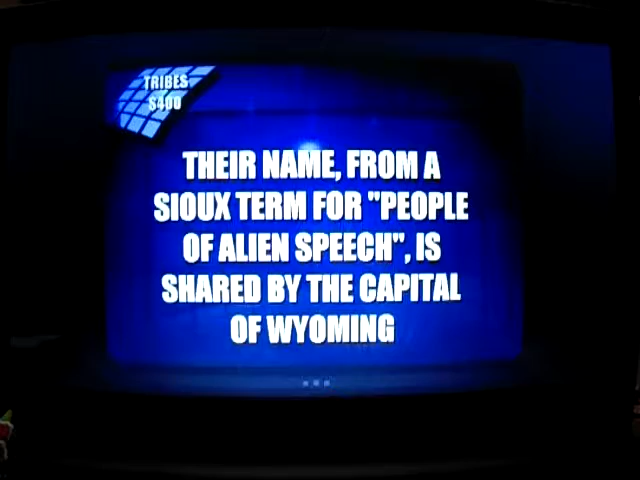 TRIBES
$400
THEIR NAME, FROM A
SIOUX TERM FOR "PEOPLE
OF ALIEN SPEECH", IS
SHARED BY THE CAPITAL
OF WYOMING